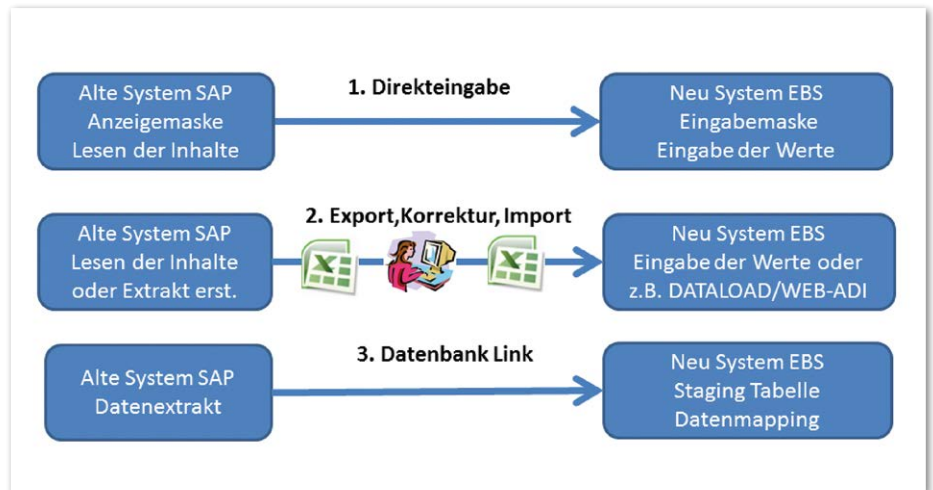 Alte System SAP
Anzeigemaske
Lesen der Inhalte
1. Direkteingabe
Neu System EBS
Eingabemaske
Eingabe der Werte
Alte System SAP
Lesen der Inhalte
oder Extrakt erst.
2. Export,Korrektur, Import
Neu System EBS
Eingabe der Werte oder
z.B. DATALOAD/WEB-ADI
Alte System SAP
Datenextrakt
3. Datenbank Link
Neu System EBS
Staging Tabelle
Datenmapping